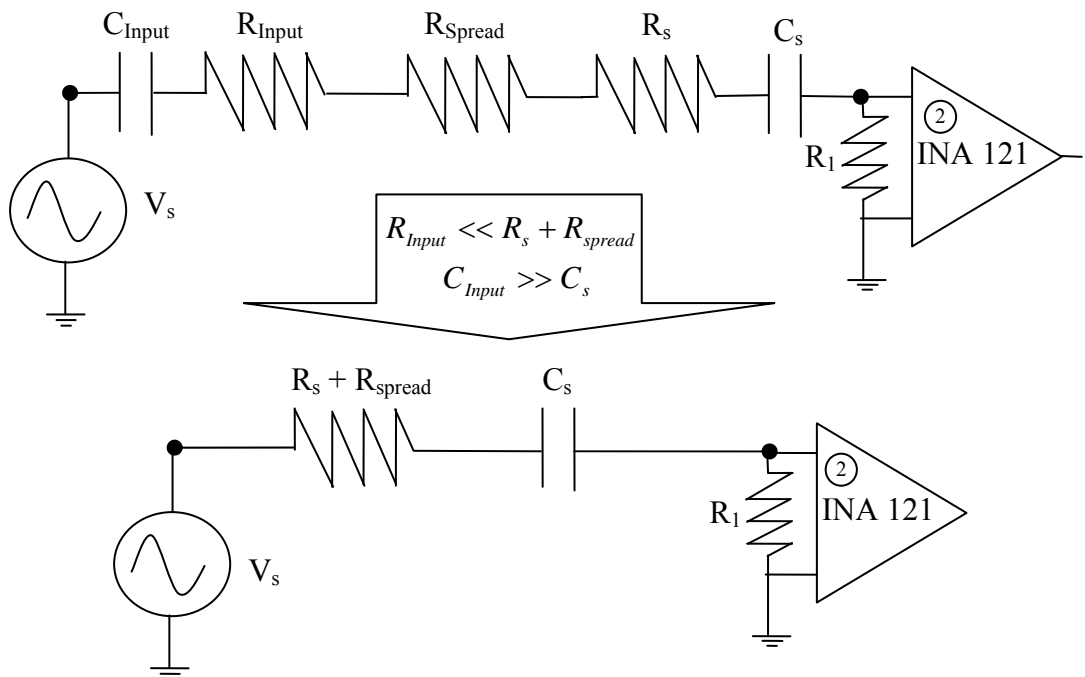 C_Input R_Input R_Spread R_s C_s
V_s
R_1
② INA 121
R_Input << R_s + R_spread
C_Input >> C_s
R_s + R_spread C_s
V_s
R_1
② INA 121